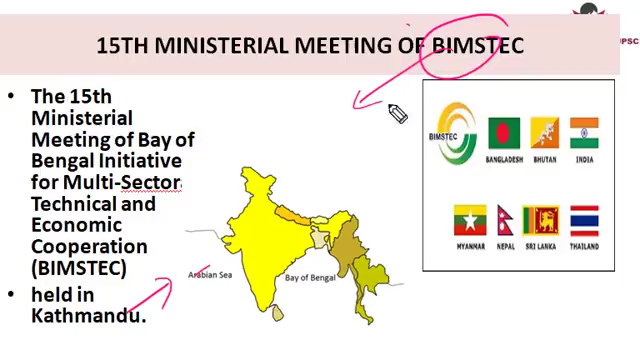 UPSC
15TH MINISTERIAL MEETING OF BIMSTEC
• The 15th
Ministerial
Meeting of Bay of
Bengal Initiative
for Multi-Sector
Technical and
Economic
Cooperation
(BIMSTEC)
• held in
Kathmandu.
Arabian Sea
Bay of Bengal
BIMSTEC
BANGLADESH BHUTAN INDIA
MYANMAR NEPAL SRI LANKA THAILAND